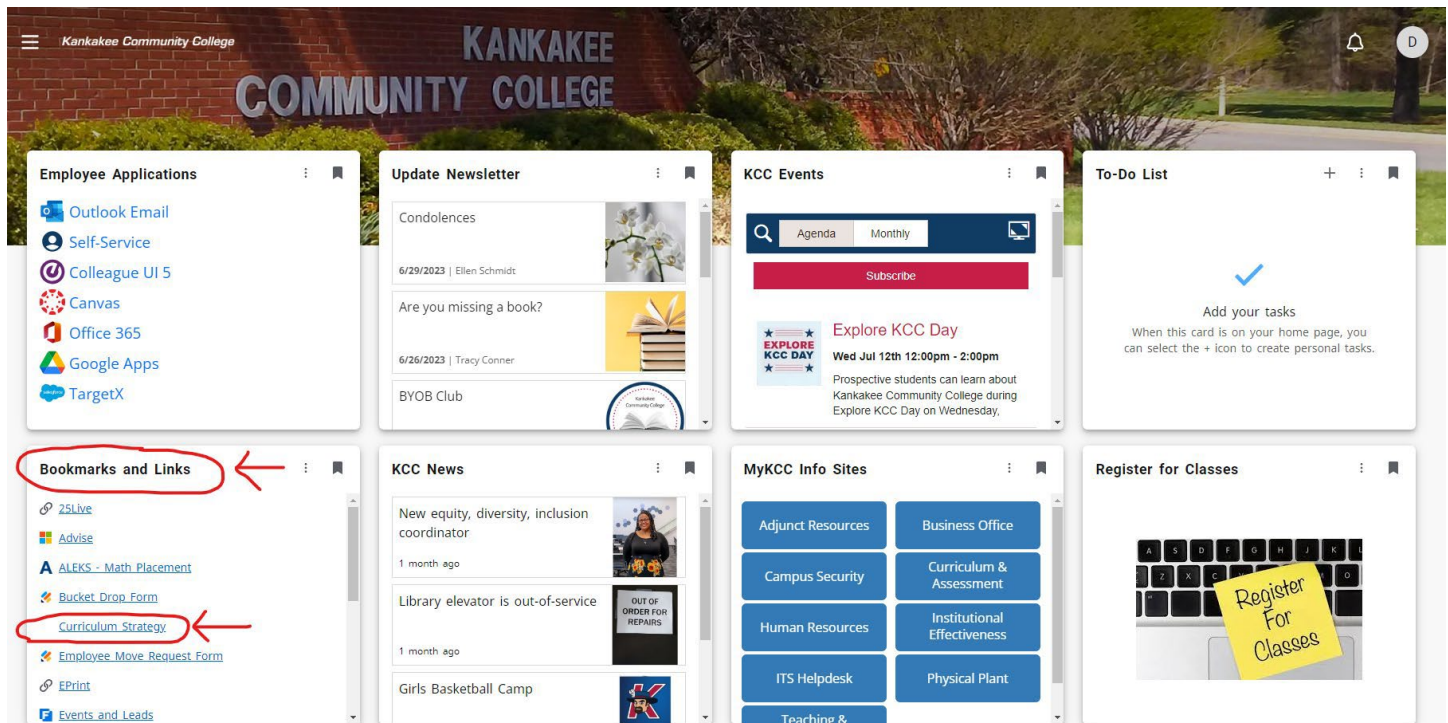 Kankakee Community College
KANKAKEE
COMMUNITY COLLEGE
D
Employee Applications
Outlook Email
Self-Service
Colleague UI 5
Canvas
Office 365
Google Apps
TargetX
Update Newsletter
Condolences
6/29/2023 | Ellen Schmidt
Are you missing a book?
6/26/2023 | Tracy Conner
BYOB Club
Kankakee
Community College
KCC Events
Agenda
Monthly
Subscribe
EXPLORE
KCC DAY
Explore KCC Day
Wed Jul 12th 12:00pm - 2:00pm
Prospective students can learn about
Kankakee Community College during
Explore KCC Day on Wednesday,
To-Do List
Add your tasks
When this card is on your home page, you
can select the + icon to create personal tasks.
Bookmarks and Links
25Live
Advise
A ALEKS - Math Placement
Bucket Drop Form
Curriculum Strategy
Employee Move Request Form
EPrint
Events and Leads
KCC News
New equity, diversity, inclusion
coordinator
1 month ago
Library elevator is out-of-service
1 month ago
OUT OF
ORDER FOR
REPAIRS
Girls Basketball Camp
K
MyKCC Info Sites
Adjunct Resources
Business Office
Campus Security
Curriculum &
Assessment
Human Resources
Institutional
Effectiveness
ITS Helpdesk
Physical Plant
Teaching &
Register for Classes
A S D F G H J K L
Z X C
O
Register
For
Classes